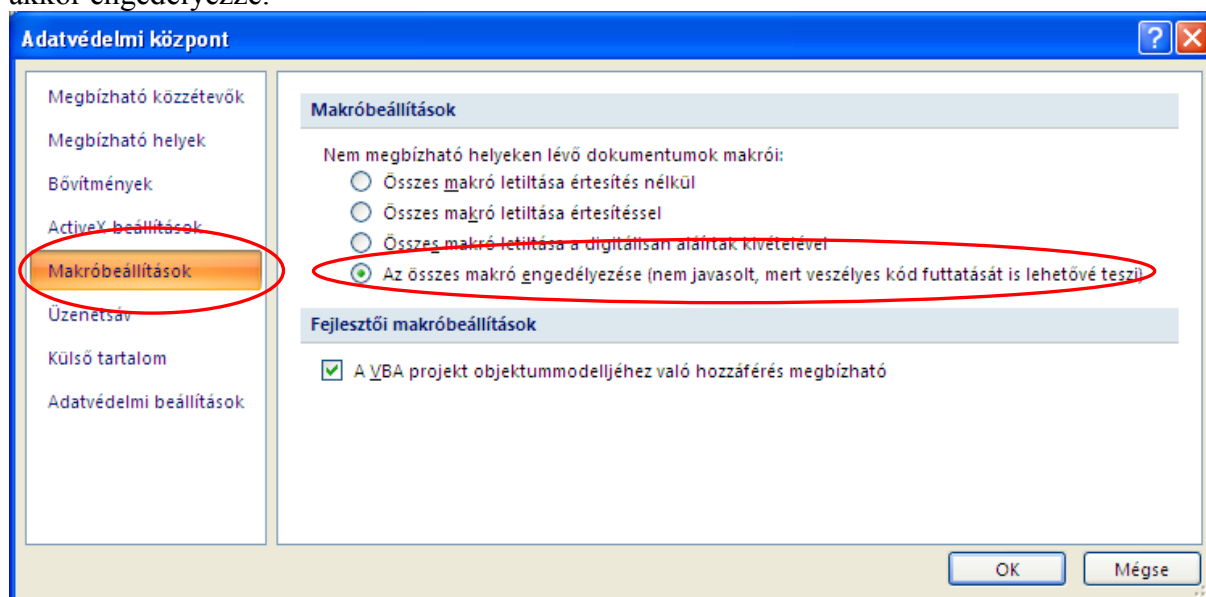 akkor engedélyezze.
Adatvédelmi központ
Megbízható közzétevők
Megbízható helyek
Bővítmények
ActiveX-beállítások
Makróbeállítások
Üzenetsáv
Külső tartalom
Adatvédelmi beállítások
Makróbeállítások
Nem megbízható helyeken lévő dokumentumok makrói:
Összes makró letiltása értesítés nélkül
Összes makró letiltása értesítéssel
Összes makró letiltása a digitálisan aláírtak kivételével
Az összes makró engedélyezése (nem javasolt, mert veszélyes kód futtatását is lehetővé teszi)
Fejlesztői makróbeállítások
A VBA projekt objektummodelljéhez való hozzáférés megbízható
OK Mégse